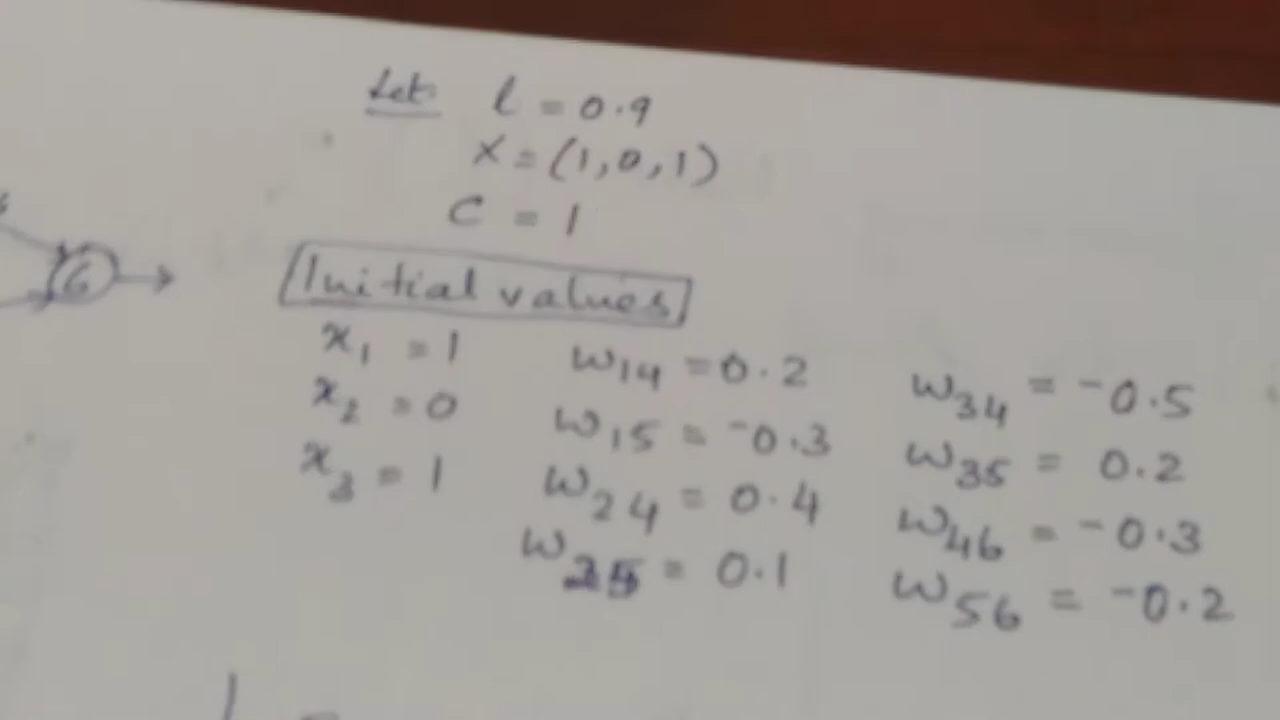 Let: l = 0.9
X = (1, 0, 1)
C = 1
6
Initial values
x₁ = 1 w₁₄ = 0.2 w₃₄ = -0.5
x₂ = 0 w₁₅ = -0.3 w₃₅ = 0.2
x₃ = 1 w₂₄ = 0.4 w₄₆ = -0.3
w₂₅ = 0.1 w₅₆ = -0.2